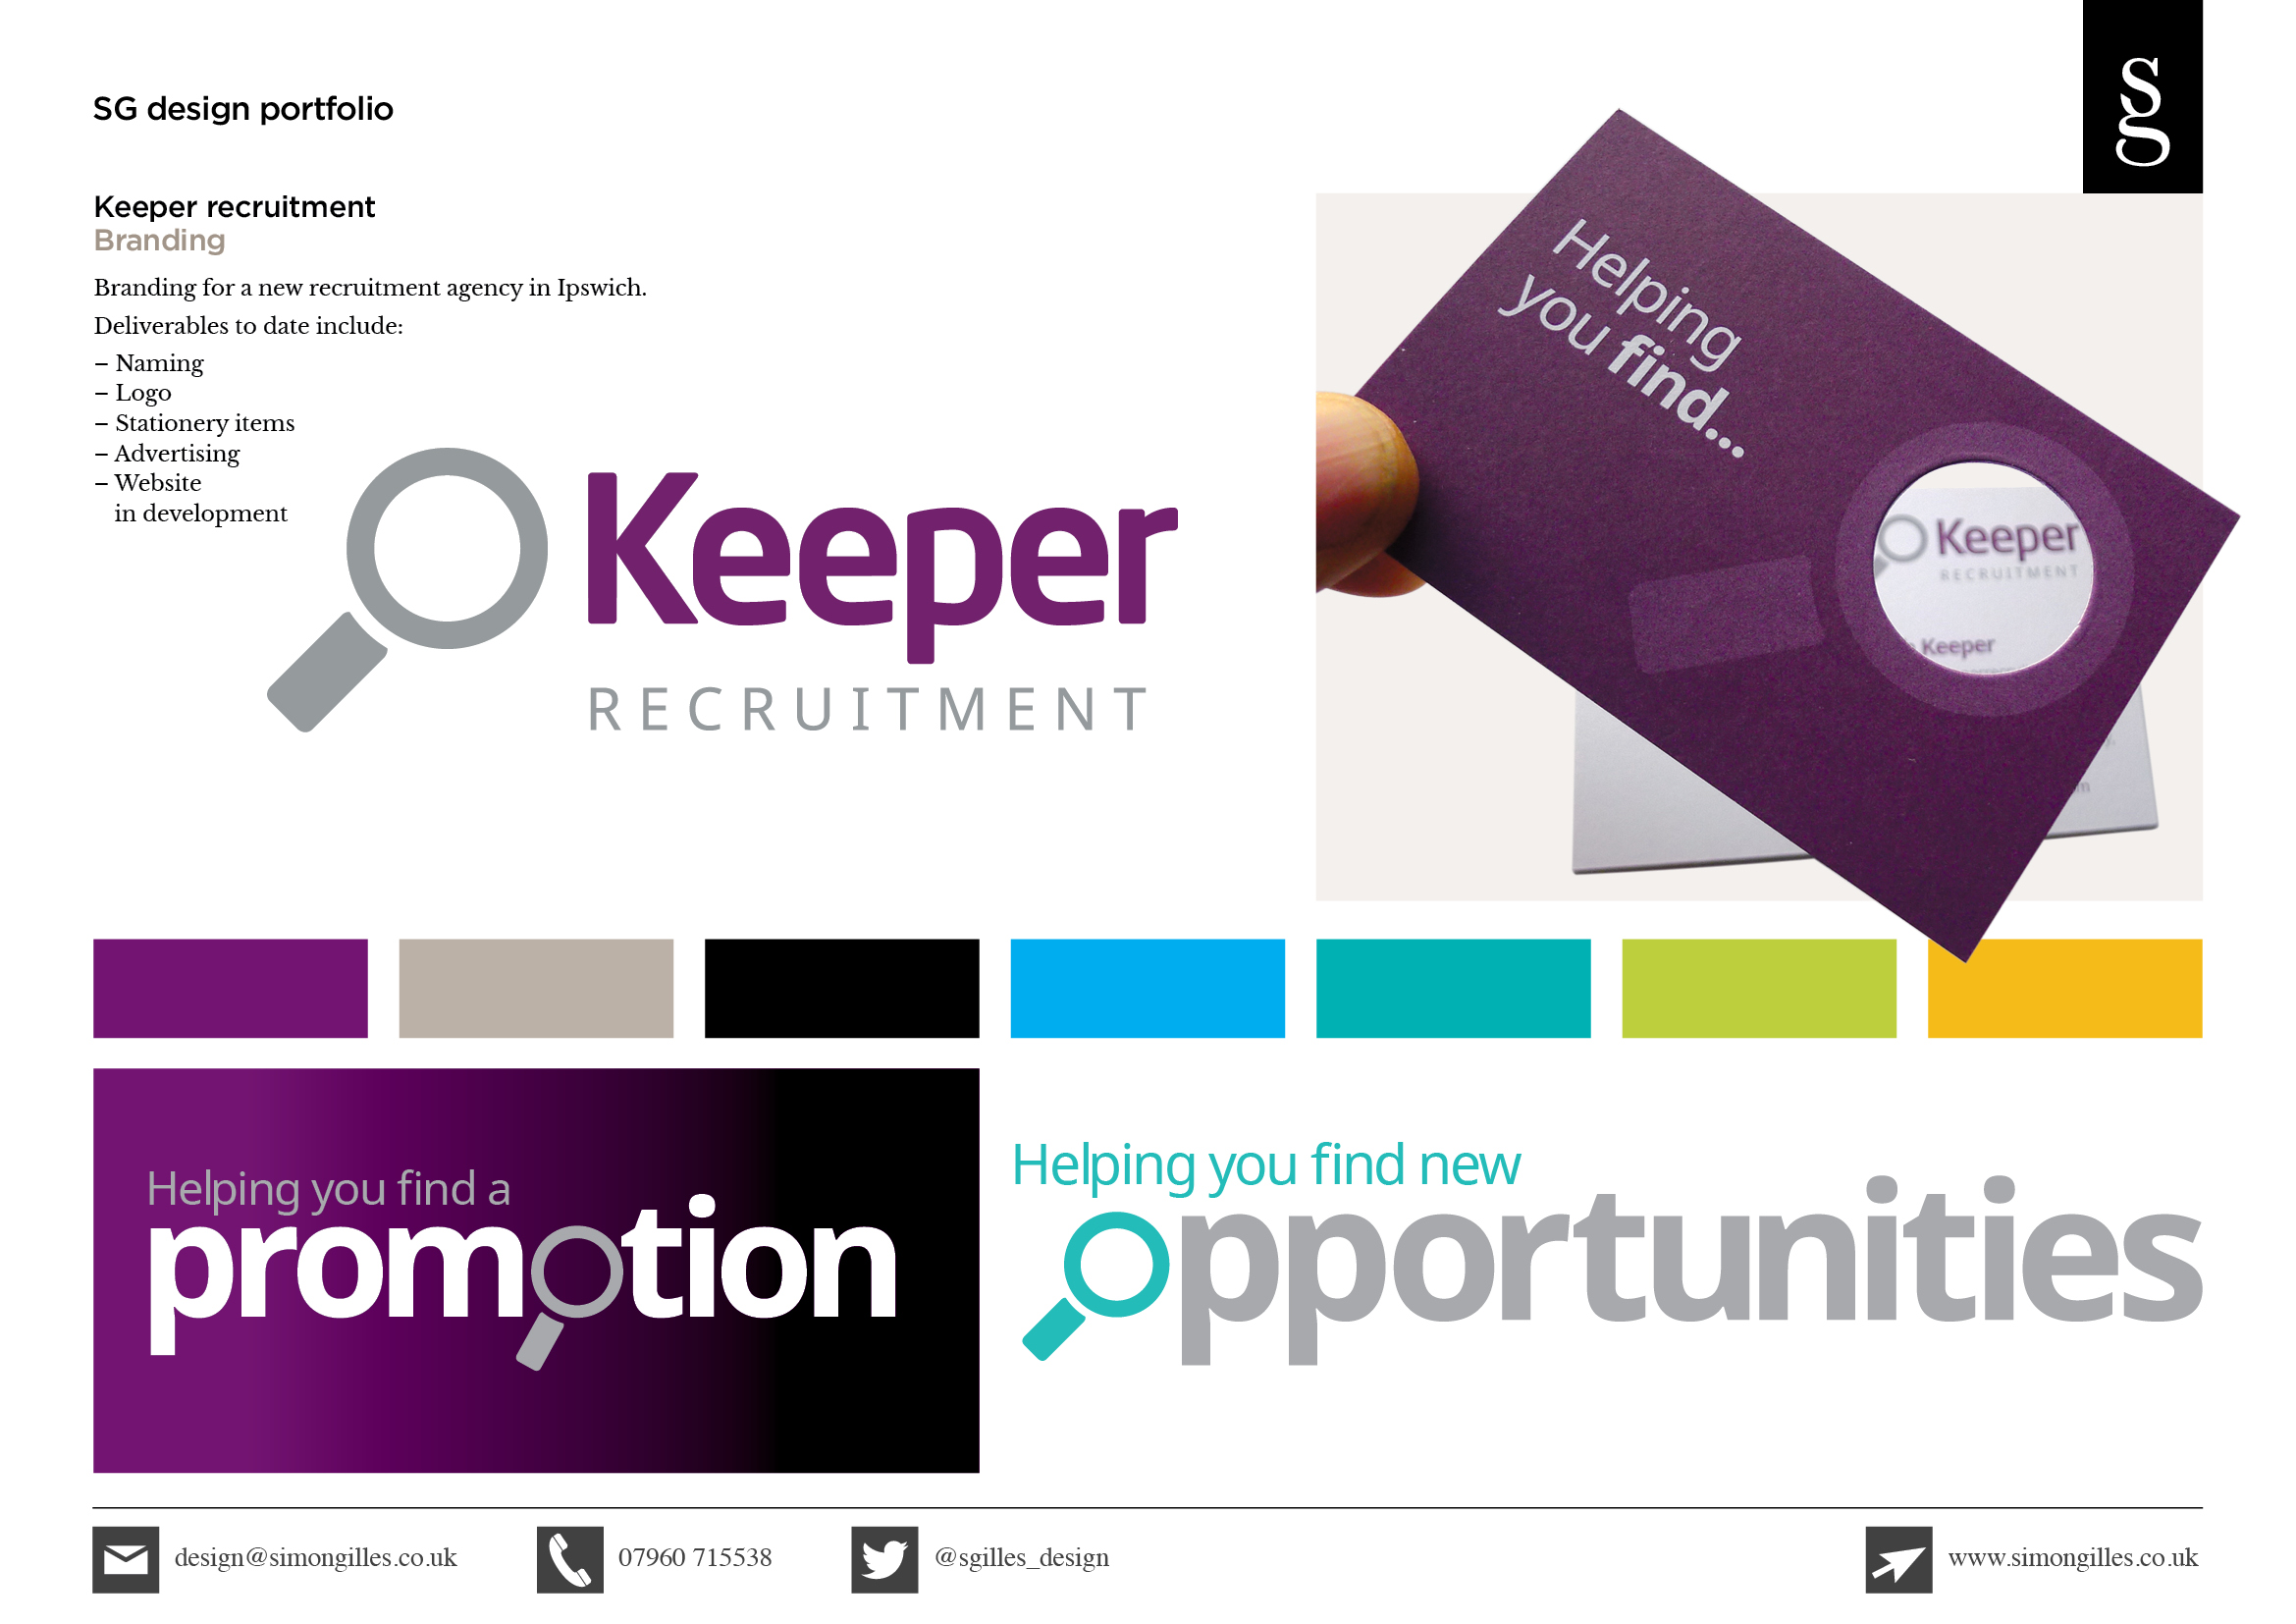 sg
SG design portfolio
Keeper recruitment
Branding
Branding for a new recruitment agency in Ipswich.
Deliverables to date include:
– Naming
– Logo
– Stationery items
– Advertising
– Website
in development
Keeper
RECRUITMENT
Helping
you find...
Keeper
RECRUITMENT
Keeper
Helping you find a
promotion
Helping you find new
opportunities
design@simongilles.co.uk
07960 715538
@sgilles_design
www.simongilles.co.uk